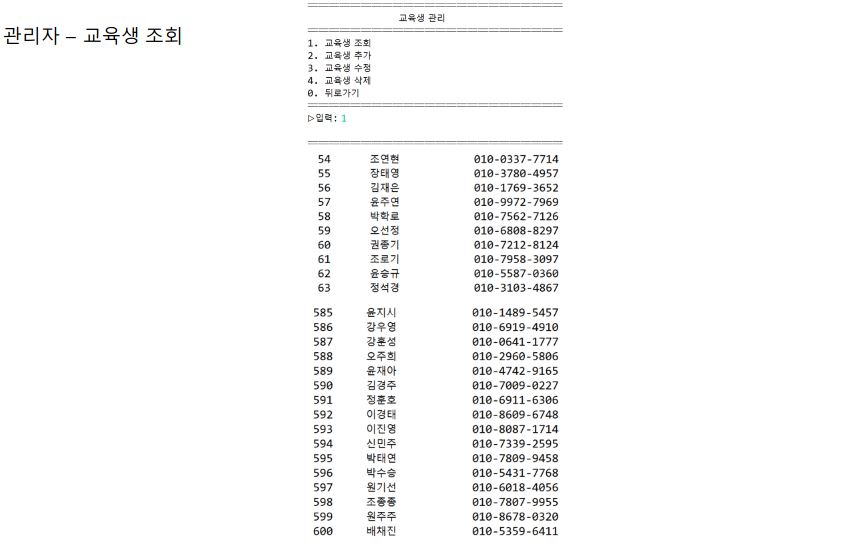 관리자 – 교육생 조회
교육생 관리
1. 교육생 조회
2. 교육생 추가
3. 교육생 수정
4. 교육생 삭제
0. 뒤로가기
▷입력: 1
54 조연현 010-0337-7714
55 장태영 010-3780-4957
56 김재은 010-1769-3652
57 윤주연 010-9972-7969
58 박학로 010-7562-7126
59 오선정 010-6808-8297
60 권종기 010-7212-8124
61 조로기 010-7958-3097
62 윤승규 010-5587-0360
63 정석경 010-3103-4867
585 윤지시 010-1489-5457
586 강우영 010-6919-4910
587 강훈성 010-0641-1777
588 오주희 010-2960-5806
589 윤재아 010-4742-9165
590 김경주 010-7009-0227
591 정훈호 010-6911-6306
592 이경태 010-8609-6748
593 이진영 010-8087-1714
594 신민주 010-7339-2595
595 박태연 010-7809-9458
596 박수승 010-5431-7768
597 원기선 010-6018-4056
598 조종종 010-7807-9955
599 원주주 010-8678-0320
600 배채진 010-5359-6411